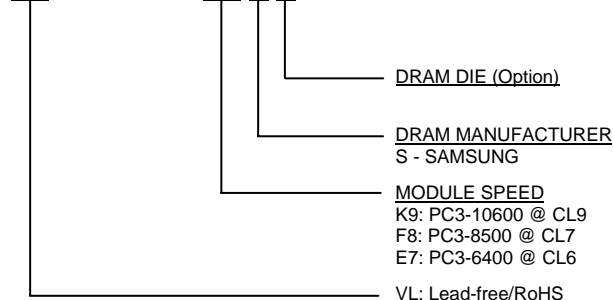 DRAM DIE (Option)
DRAM MANUFACTURER
S - SAMSUNG
MODULE SPEED
K9: PC3-10600 @ CL9
F8: PC3-8500 @ CL7
E7: PC3-6400 @ CL6
VL: Lead-free/RoHS